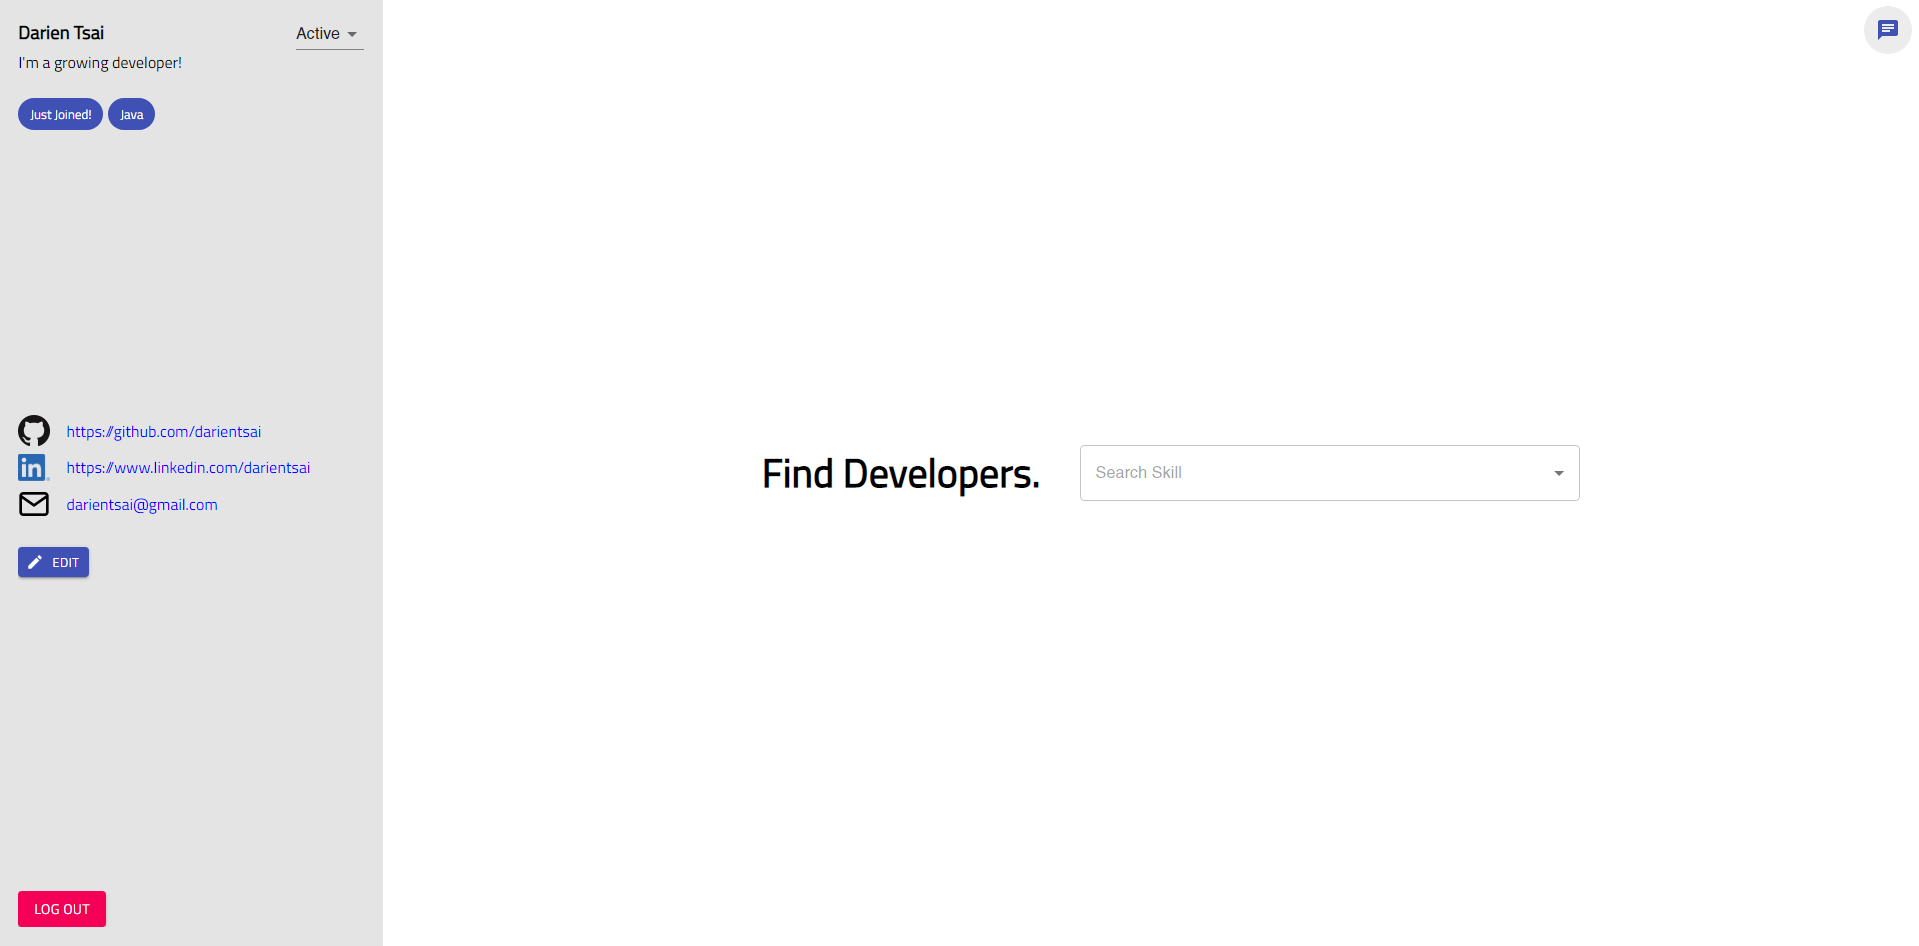 Darien Tsai
Active
I'm a growing developer!
Just Joined!
Java
https://github.com/darientsai
in
https://www.linkedin.com/darientsai
darientsai@gmail.com
EDIT
Find Developers.
Search Skill
LOG OUT